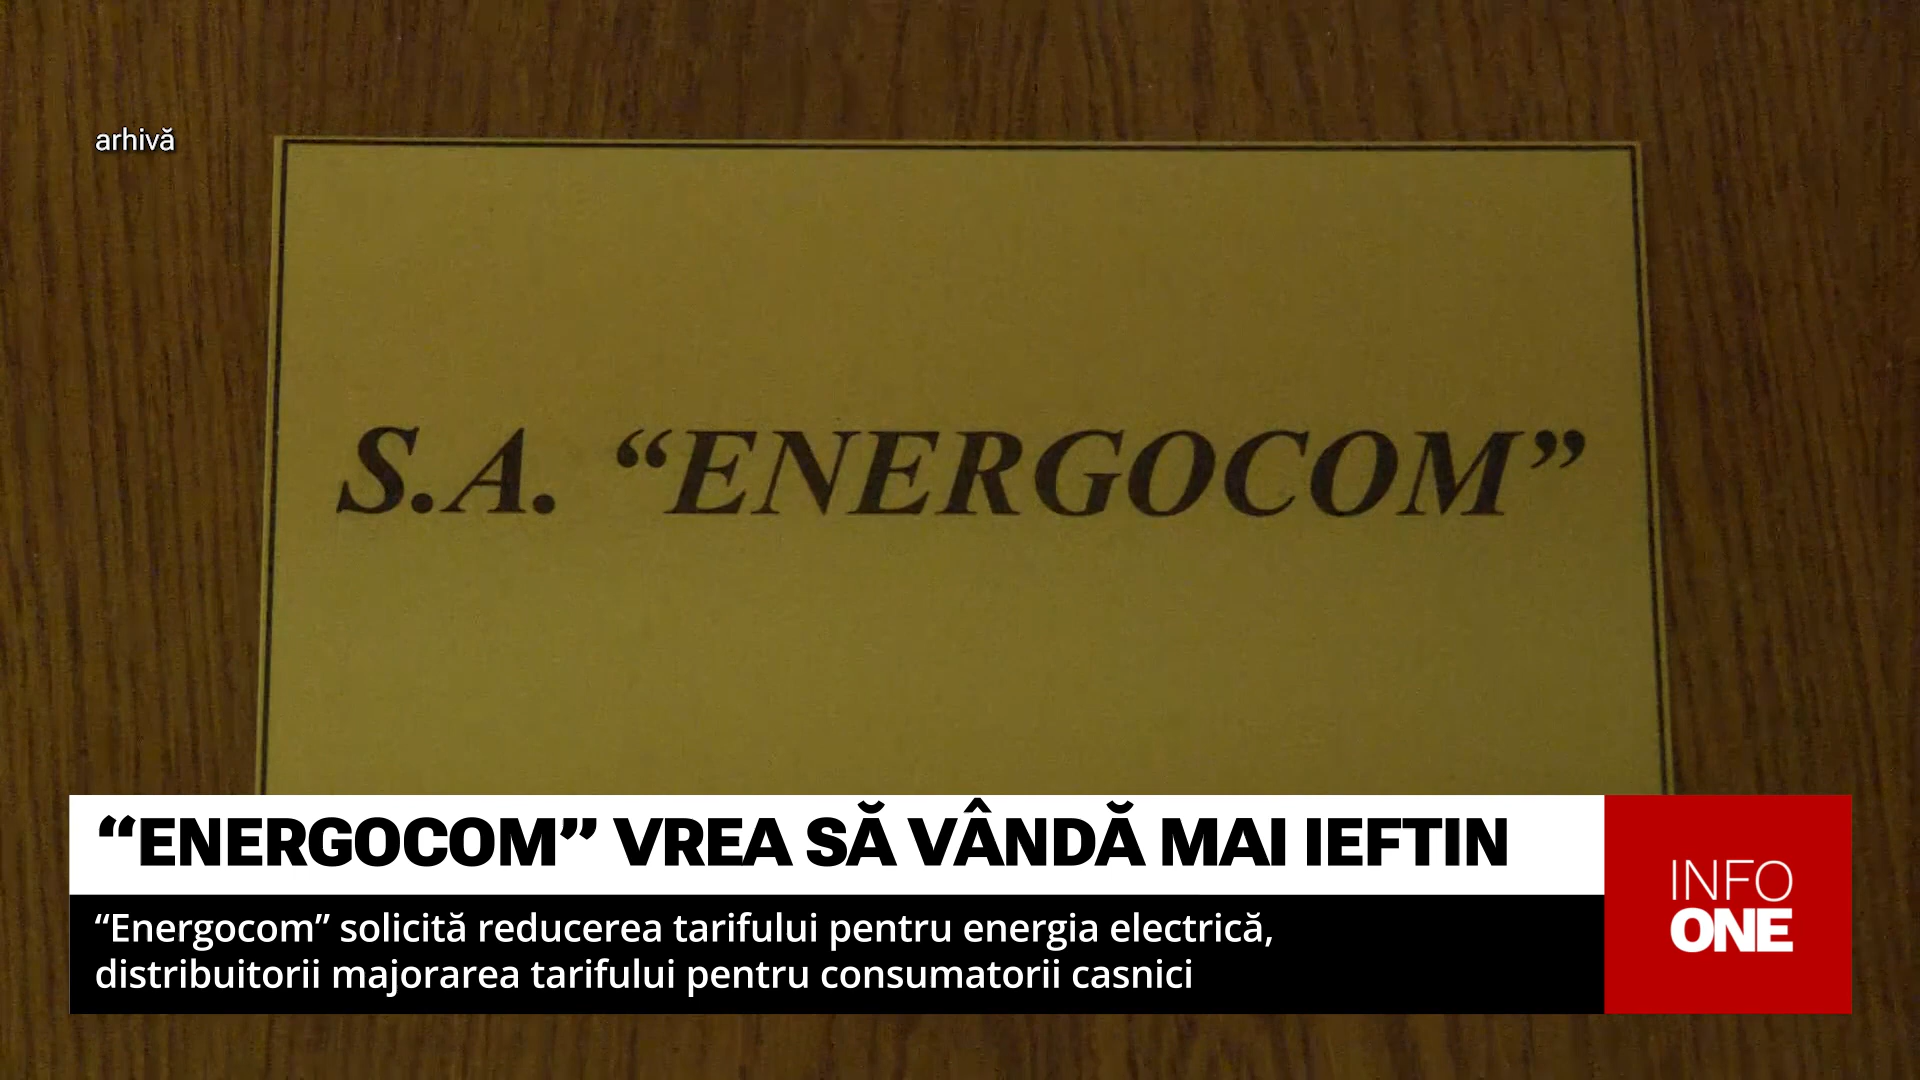 arhivă
S.A. “ENERGOCOM”
“ENERGOCOM” VREA SĂ VÂNDĂ MAI IEFTIN
“Energocom” solicită reducerea tarifului pentru energia electrică,
distribuitorii majorarea tarifului pentru consumatorii casnici
INFO
ONE